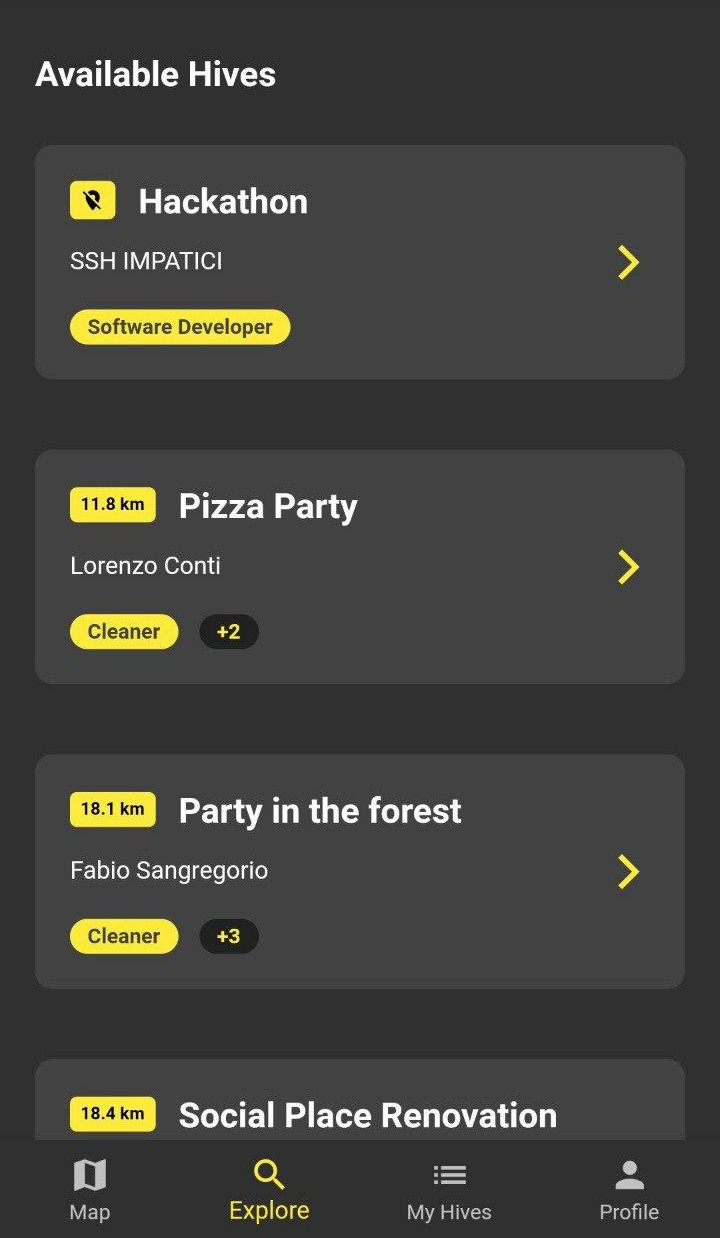 Available Hives
Hackathon
SSH IMPATICI
Software Developer
11.8 km Pizza Party
Lorenzo Conti
Cleaner +2
18.1 km Party in the forest
Fabio Sangregorio
Cleaner +3
18.4 km Social Place Renovation
Map Explore My Hives Profile